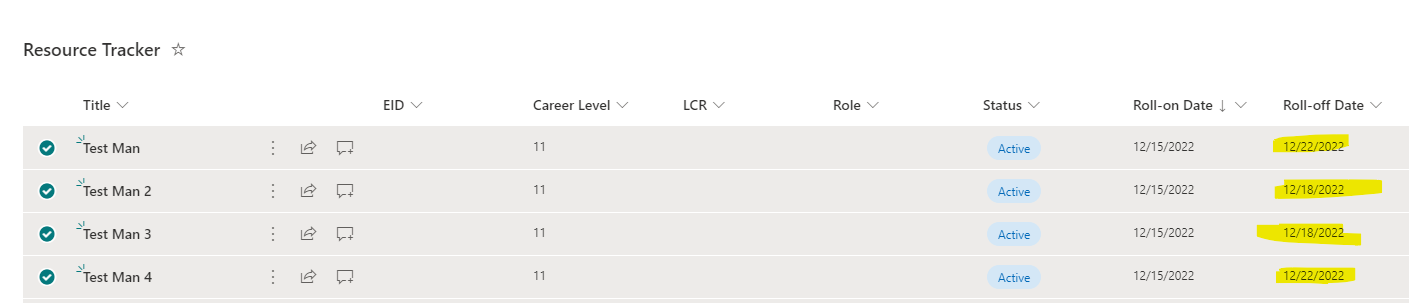 Resource Tracker
Title EID Career Level LCR Role Status Roll-on Date Roll-off Date
Test Man 11 Active 12/15/2022 12/22/2022
Test Man 2 11 Active 12/15/2022 12/18/2022
Test Man 3 11 Active 12/15/2022 12/18/2022
Test Man 4 11 Active 12/15/2022 12/22/2022